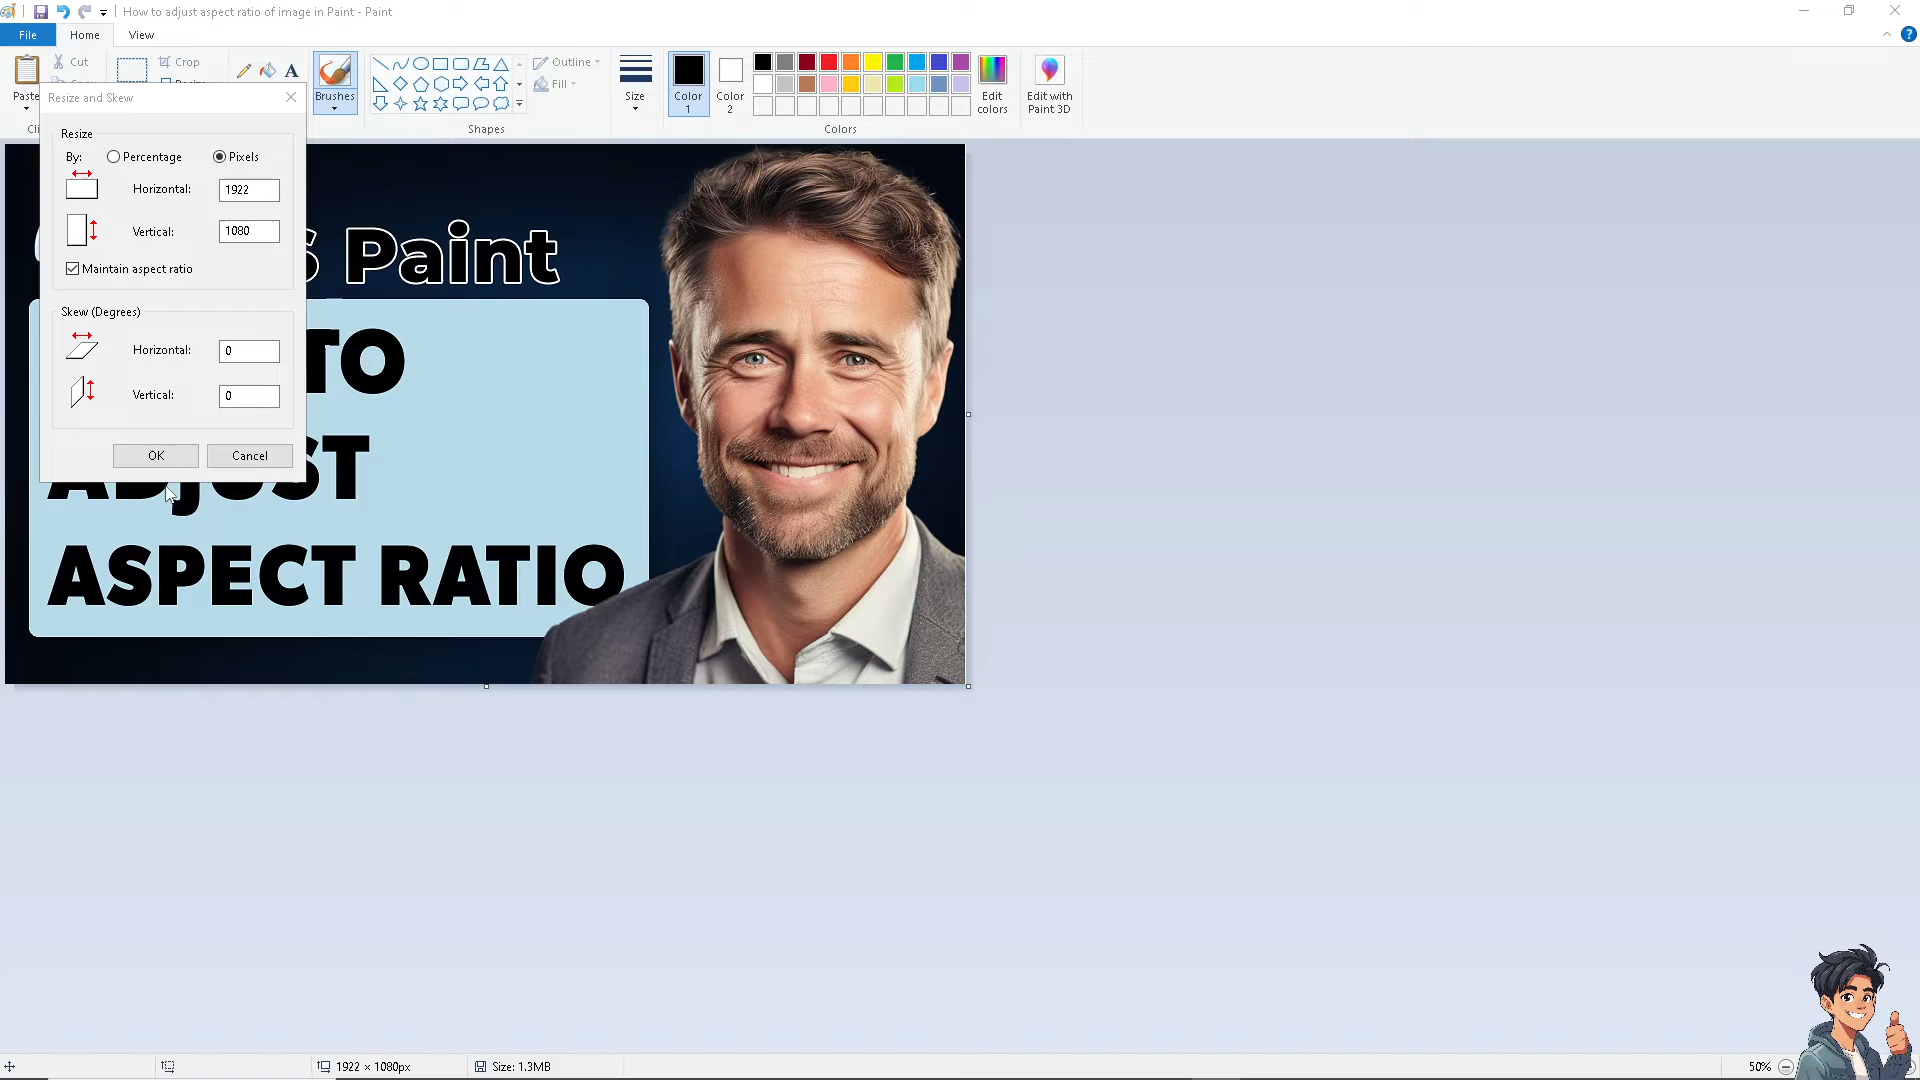 How to adjust aspect ratio of image in Paint - Paint
File
Home
View
Paste
Cut
Crop
Brushes
Shapes
Outline
Fill
Size
Color
1
Color
2
Colors
Edit
colors
Edit with
Paint 3D
Resize and Skew
Resize
By:
Percentage
Pixels
Horizontal:
1922
Vertical:
1080
Maintain aspect ratio
Skew (Degrees)
Horizontal:
0
Vertical:
0
OK
Cancel
Paint
TO
ADJUST
ASPECT RATIO
1922 × 1080px
Size: 1.3MB
50%